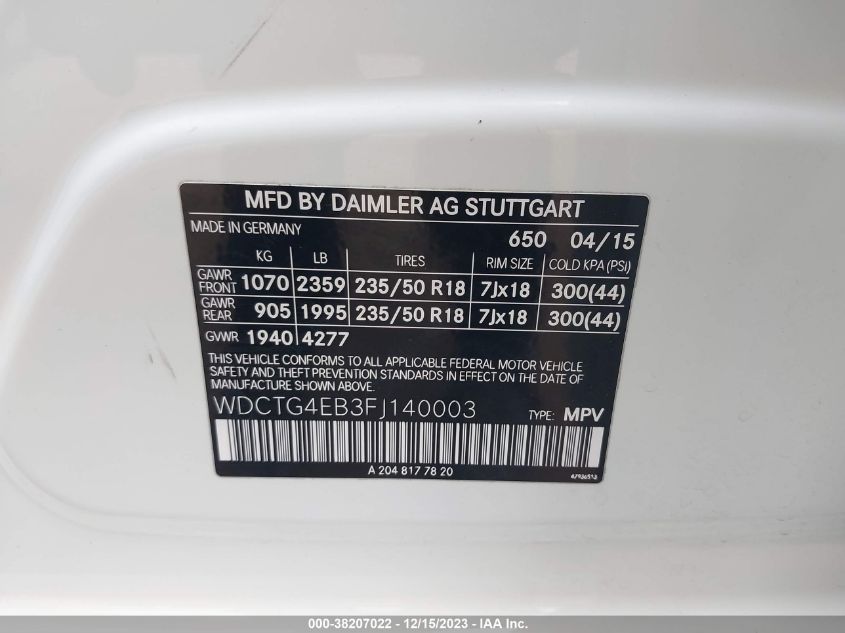 MFD BY DAIMLER AG STUTTGART
MADE IN GERMANY
650 04/15
KG LB TIRES RIM SIZE COLD KPA (PSI)
GAWR FRONT 1070 2359 235/50 R18 7Jx18 300(44)
GAWR REAR 905 1995 235/50 R18 7Jx18 300(44)
GVWR 1940 4277
THIS VEHICLE CONFORMS TO ALL APPLICABLE FEDERAL MOTOR VEHICLE
SAFETY AND THEFT PREVENTION STANDARDS IN EFFECT ON THE DATE OF
MANUFACTURE SHOWN ABOVE.
WDCTG4EB3FJ140003 TYPE: MPV
A 204 817 78 20
000-38207022 - 12/15/2023 - IAA Inc.